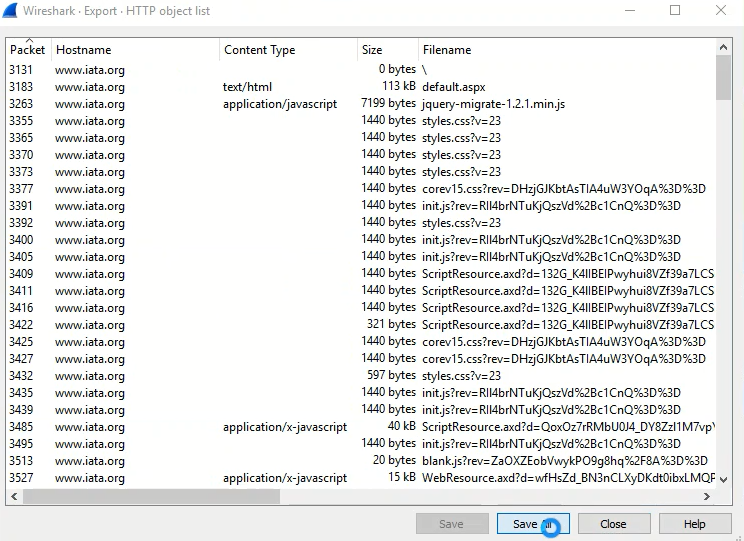 Wireshark · Export · HTTP object list
Packet Hostname Content Type Size Filename
3131 www.iata.org 0 bytes \
3183 www.iata.org text/html 113 kB default.aspx
3263 www.iata.org application/javascript 7199 bytes jquery-migrate-1.2.1.min.js
3355 www.iata.org 1440 bytes styles.css?v=23
3365 www.iata.org 1440 bytes styles.css?v=23
3370 www.iata.org 1440 bytes styles.css?v=23
3373 www.iata.org 1440 bytes styles.css?v=23
3377 www.iata.org 1440 bytes corev15.css?rev=DHzjGJKbtAsTIA4uW3YOqA%3D%3D
3391 www.iata.org 1440 bytes init.js?rev=RII4brNTuKjQszVd%2Bc1CnQ%3D%3D
3392 www.iata.org 1440 bytes styles.css?v=23
3400 www.iata.org 1440 bytes init.js?rev=RII4brNTuKjQszVd%2Bc1CnQ%3D%3D
3405 www.iata.org 1440 bytes init.js?rev=RII4brNTuKjQszVd%2Bc1CnQ%3D%3D
3409 www.iata.org 1440 bytes ScriptResource.axd?d=132G_K4IIBEIPwyhui8VZf39a7LCS
3411 www.iata.org 1440 bytes ScriptResource.axd?d=132G_K4IIBEIPwyhui8VZf39a7LCS
3416 www.iata.org 1440 bytes ScriptResource.axd?d=132G_K4IIBEIPwyhui8VZf39a7LCS
3422 www.iata.org 321 bytes ScriptResource.axd?d=132G_K4IIBEIPwyhui8VZf39a7LCS
3425 www.iata.org 1440 bytes corev15.css?rev=DHzjGJKbtAsTIA4uW3YOqA%3D%3D
3427 www.iata.org 1440 bytes corev15.css?rev=DHzjGJKbtAsTIA4uW3YOqA%3D%3D
3432 www.iata.org 597 bytes styles.css?v=23
3435 www.iata.org 1440 bytes init.js?rev=RII4brNTuKjQszVd%2Bc1CnQ%3D%3D
3439 www.iata.org 1440 bytes init.js?rev=RII4brNTuKjQszVd%2Bc1CnQ%3D%3D
3485 www.iata.org application/x-javascript 40 kB ScriptResource.axd?d=QoxOz7rRMbU0J4_DY8ZzI1M7vp
3495 www.iata.org 1440 bytes init.js?rev=RII4brNTuKjQszVd%2Bc1CnQ%3D%3D
3513 www.iata.org 20 bytes blank.js?rev=ZaOXZEobVwykPO9g8hq%2F8A%3D%3D
3527 www.iata.org application/x-javascript 15 kB WebResource.axd?d=wfHsZd_BN3nCLXyDKdt0ibxLMQP
Save Save Close Help